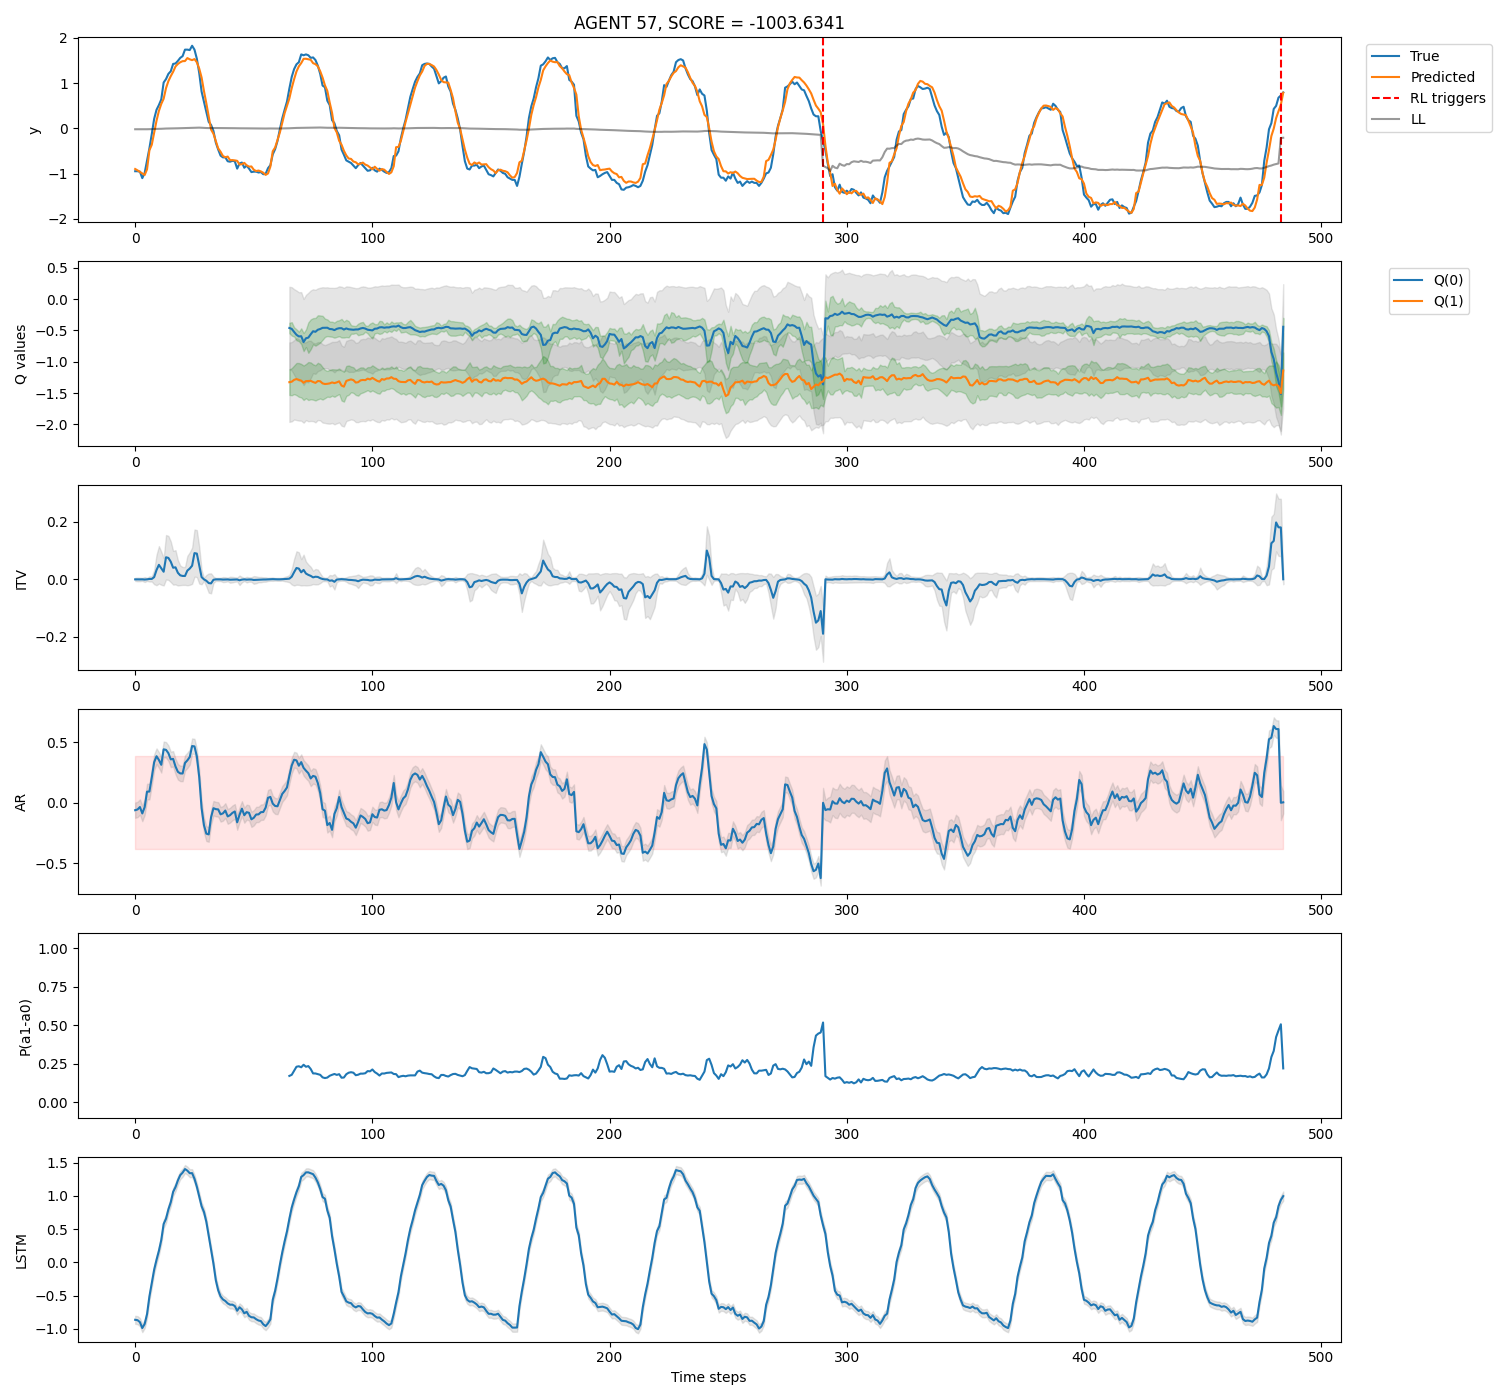 AGENT 57, SCORE = -1003.6341
2
1
0
−1
−2
y
0 100 200 300 400 500
True
Predicted
RL triggers
LL
0.5
0.0
−0.5
−1.0
−1.5
−2.0
Q values
0 100 200 300 400 500
Q(0)
Q(1)
0.2
0.0
−0.2
ITV
0 100 200 300 400 500
0.5
0.0
−0.5
AR
0 100 200 300 400 500
1.00
0.75
0.50
0.25
0.00
P(a1-a0)
0 100 200 300 400 500
1.5
1.0
0.5
0.0
−0.5
−1.0
LSTM
0 100 200 300 400 500
Time steps